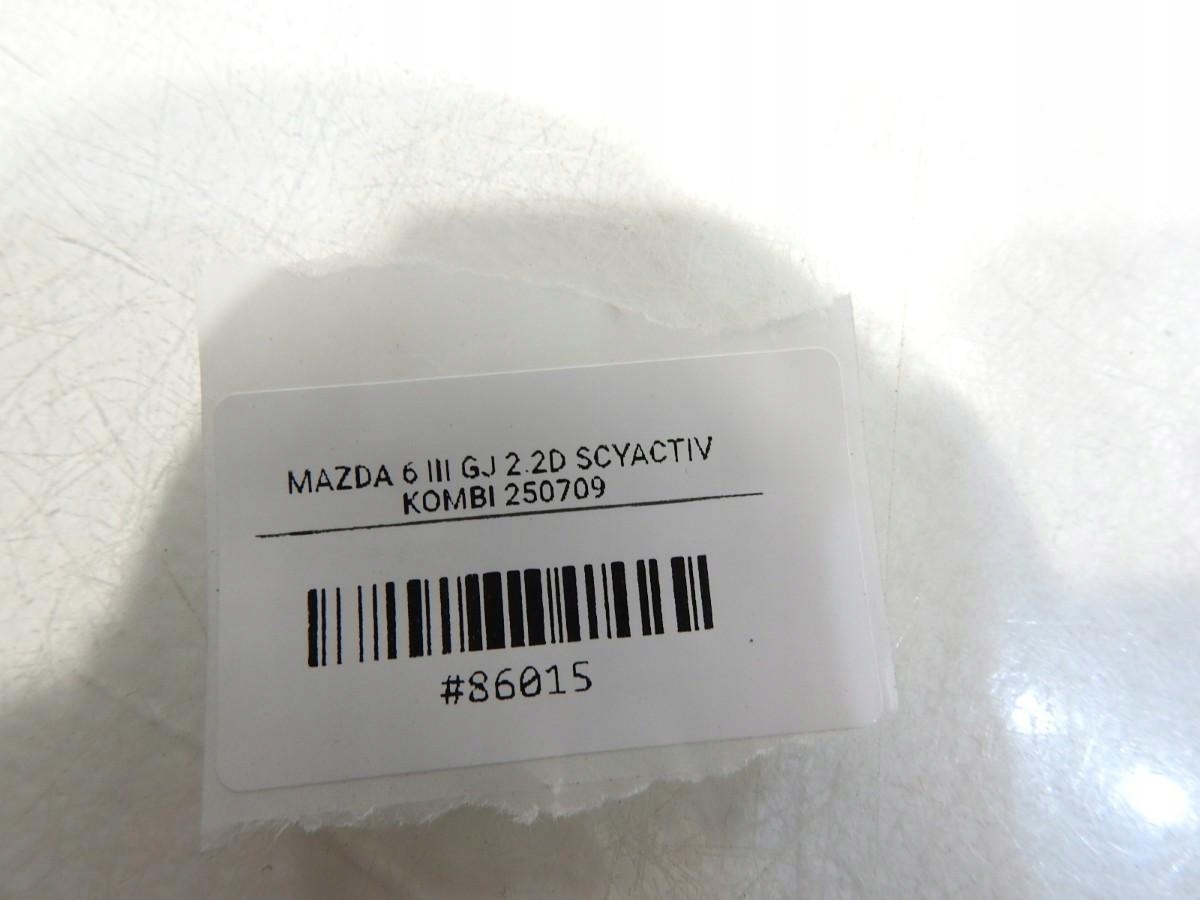 MAZDA 6 III GJ 2.2D SCYACTIV
KOMBI 250709
#86015